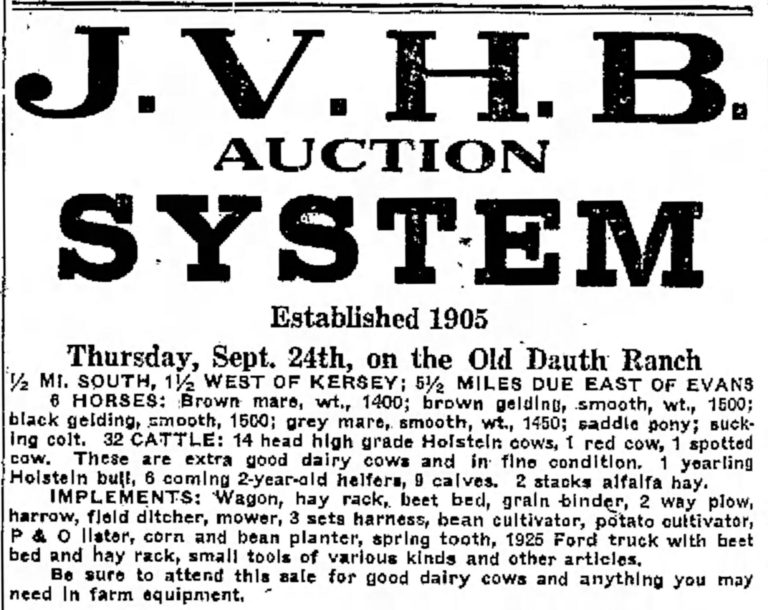 J. V. H. B.
AUCTION
SYSTEM
Established 1905
Thursday, Sept. 24th, on the Old Dauth Ranch
½ MI. SOUTH, 1½ WEST OF KERSEY; 5½ MILES DUE EAST OF EVANS
6 HORSES: Brown mare, wt., 1400; brown gelding, smooth, wt., 1500;
black gelding, smooth, 1500; grey mare, smooth, wt., 1450; saddle pony; suck-
ing colt. 32 CATTLE: 14 head high grade Holstein cows, 1 red cow, 1 spotted
cow. These are extra good dairy cows and in fine condition. 1 yearling
Holstein bull, 6 coming 2-year-old heifers, 9 calves. 2 stacks alfalfa hay.
IMPLEMENTS: Wagon, hay rack, beet bed, grain binder, 2 way plow,
harrow, field ditcher, mower, 3 sets harness, bean cultivator, potato cultivator,
P & O lister, corn and bean planter, spring tooth, 1925 Ford truck with beet
bed and hay rack, small tools of various kinds and other articles.
Be sure to attend this sale for good dairy cows and anything you may
need in farm equipment.